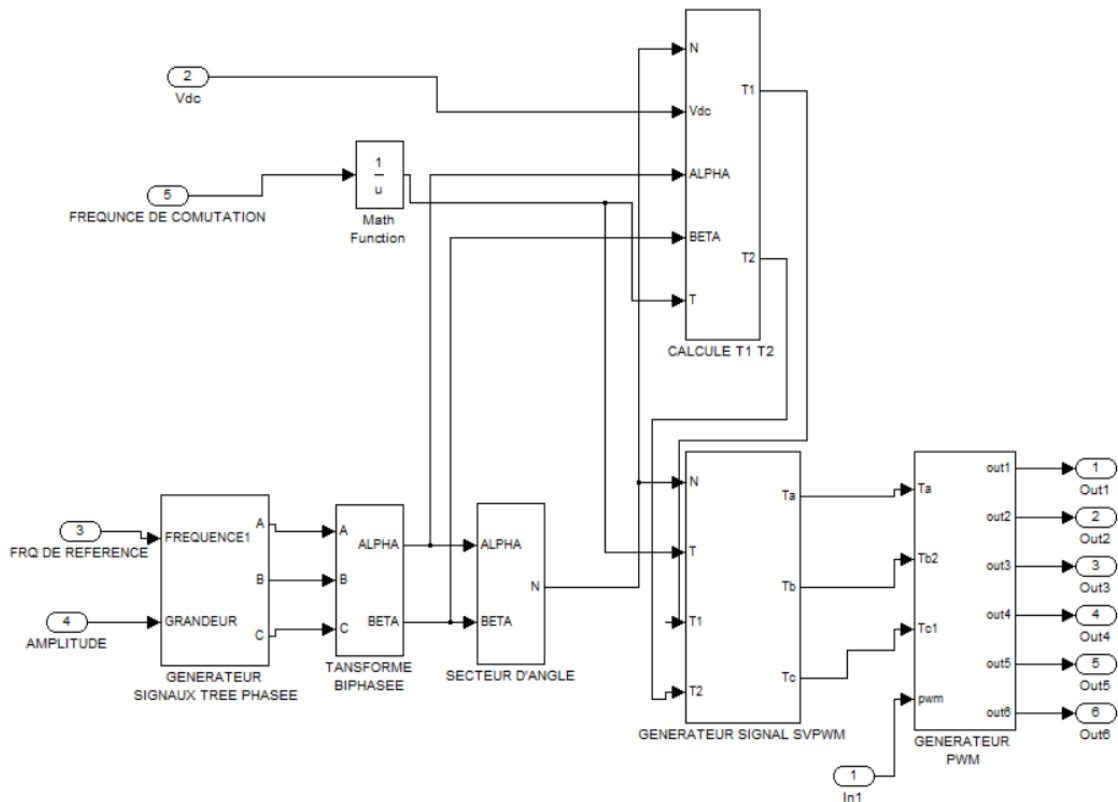 N
T1
2
Vdc
Vdc
1
u
ALPHA
5
FREQUNCE DE COMUTATION
Math
Function
BETA
T2
T
CALCULE T1 T2
N
Ta
Ta
out1
1
Out1
out2
2
Out2
3
FRQ DE REFERENCE
FREQUENCE1
A
A
ALPHA
ALPHA
N
T
Tb
Tb2
out3
3
Out3
B
B
4
AMPLITUDE
GRANDEUR
C
C
BETA
BETA
T1
Tc
Tc1
out4
4
Out4
GENERATEUR
SIGNAUX TREE PHASEE
TANSFORME
BIPHASEE
SECTEUR D'ANGLE
out5
5
Out5
T2
pwm
out6
6
Out6
GENERATEUR SIGNAL SVPWM
GENERATEUR
PWM
1
In1